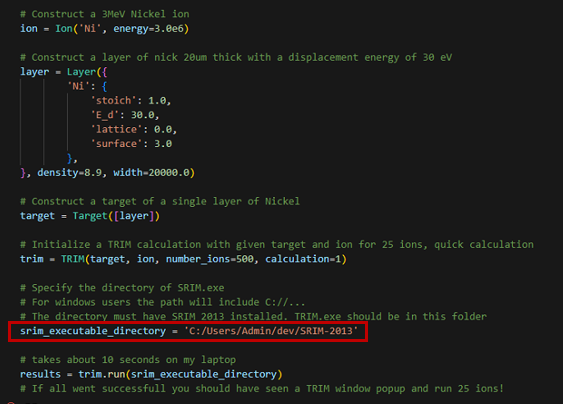 # Construct a 3MeV Nickel ion
ion = Ion('Ni', energy=3.0e6)
# Construct a layer of nick 20um thick with a displacement energy of 30 eV
layer = Layer({
'Ni': {
'stoich': 1.0,
'E_d': 30.0,
'lattice': 0.0,
'surface': 3.0
},
}, density=8.9, width=20000.0)
# Construct a target of a single layer of Nickel
target = Target([layer])
# Initialize a TRIM calculation with given target and ion for 25 ions, quick calculation
trim = TRIM(target, ion, number_ions=500, calculation=1)
# Specify the directory of SRIM.exe
# For windows users the path will include C://...
# The directory must have SRIM 2013 installed. TRIM.exe should be in this folder
srim_executable_directory = 'C:/Users/Admin/dev/SRIM-2013'
# takes about 10 seconds on my laptop
results = trim.run(srim_executable_directory)
# If all went successfull you should have seen a TRIM window popup and run 25 ions!